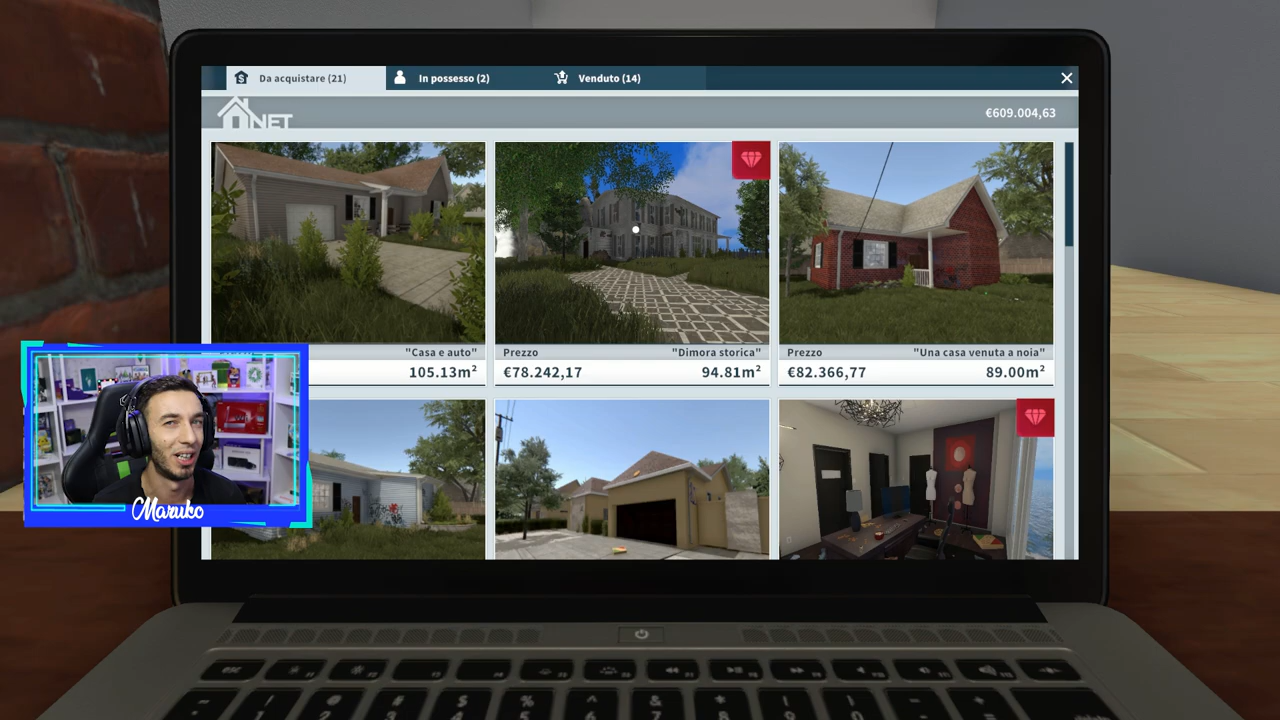 Da acquistare (21)
In possesso (2)
Venduto (14)
NET
€609.004,63
"Casa e auto"
105.13m²
Prezzo
"Dimora storica"
€78.242,17
94.81m²
Prezzo
"Una casa venuta a noia"
€82.366,77
89.00m²
Maruko
esc